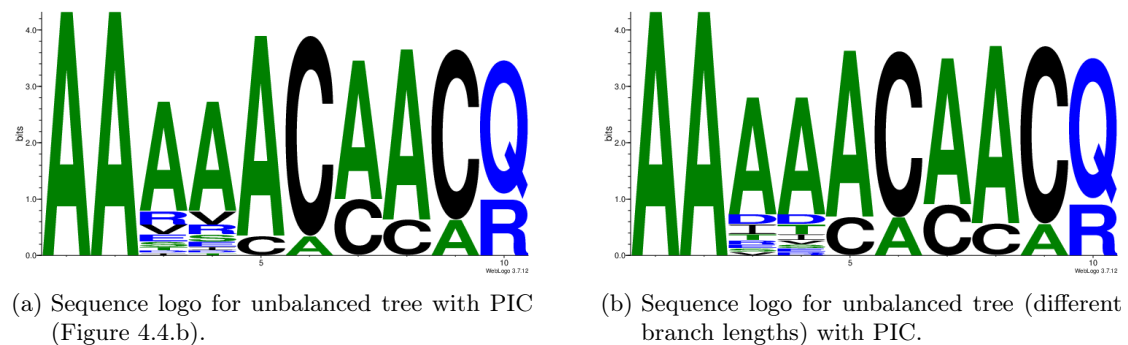 4.0
3.0
2.0
1.0
0.0
bits
A A A R V A V R A C C A A C A C C A Q R
5
10
WebLogo 3.7.12
4.0
3.0
2.0
1.0
0.0
bits
A A A D T A D T V A C C A A C A C C A Q R
5
10
WebLogo 3.7.12
(a) Sequence logo for unbalanced tree with PIC
(Figure 4.4.b).
(b) Sequence logo for unbalanced tree (different
branch lengths) with PIC.